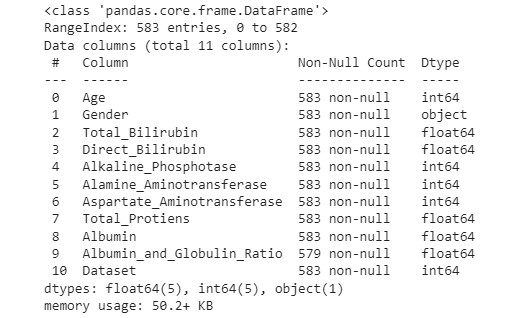 <class 'pandas.core.frame.DataFrame'>
RangeIndex: 583 entries, 0 to 582
Data columns (total 11 columns):
 #   Column                      Non-Null Count  Dtype
---  ------                      --------------  -----
 0   Age                         583 non-null    int64
 1   Gender                      583 non-null    object
 2   Total_Bilirubin             583 non-null    float64
 3   Direct_Bilirubin            583 non-null    float64
 4   Alkaline_Phosphotase        583 non-null    int64
 5   Alamine_Aminotransferase    583 non-null    int64
 6   Aspartate_Aminotransferase  583 non-null    int64
 7   Total_Protiens              583 non-null    float64
 8   Albumin                     583 non-null    float64
 9   Albumin_and_Globulin_Ratio  579 non-null    float64
 10  Dataset                     583 non-null    int64
dtypes: float64(5), int64(5), object(1)
memory usage: 50.2+ KB